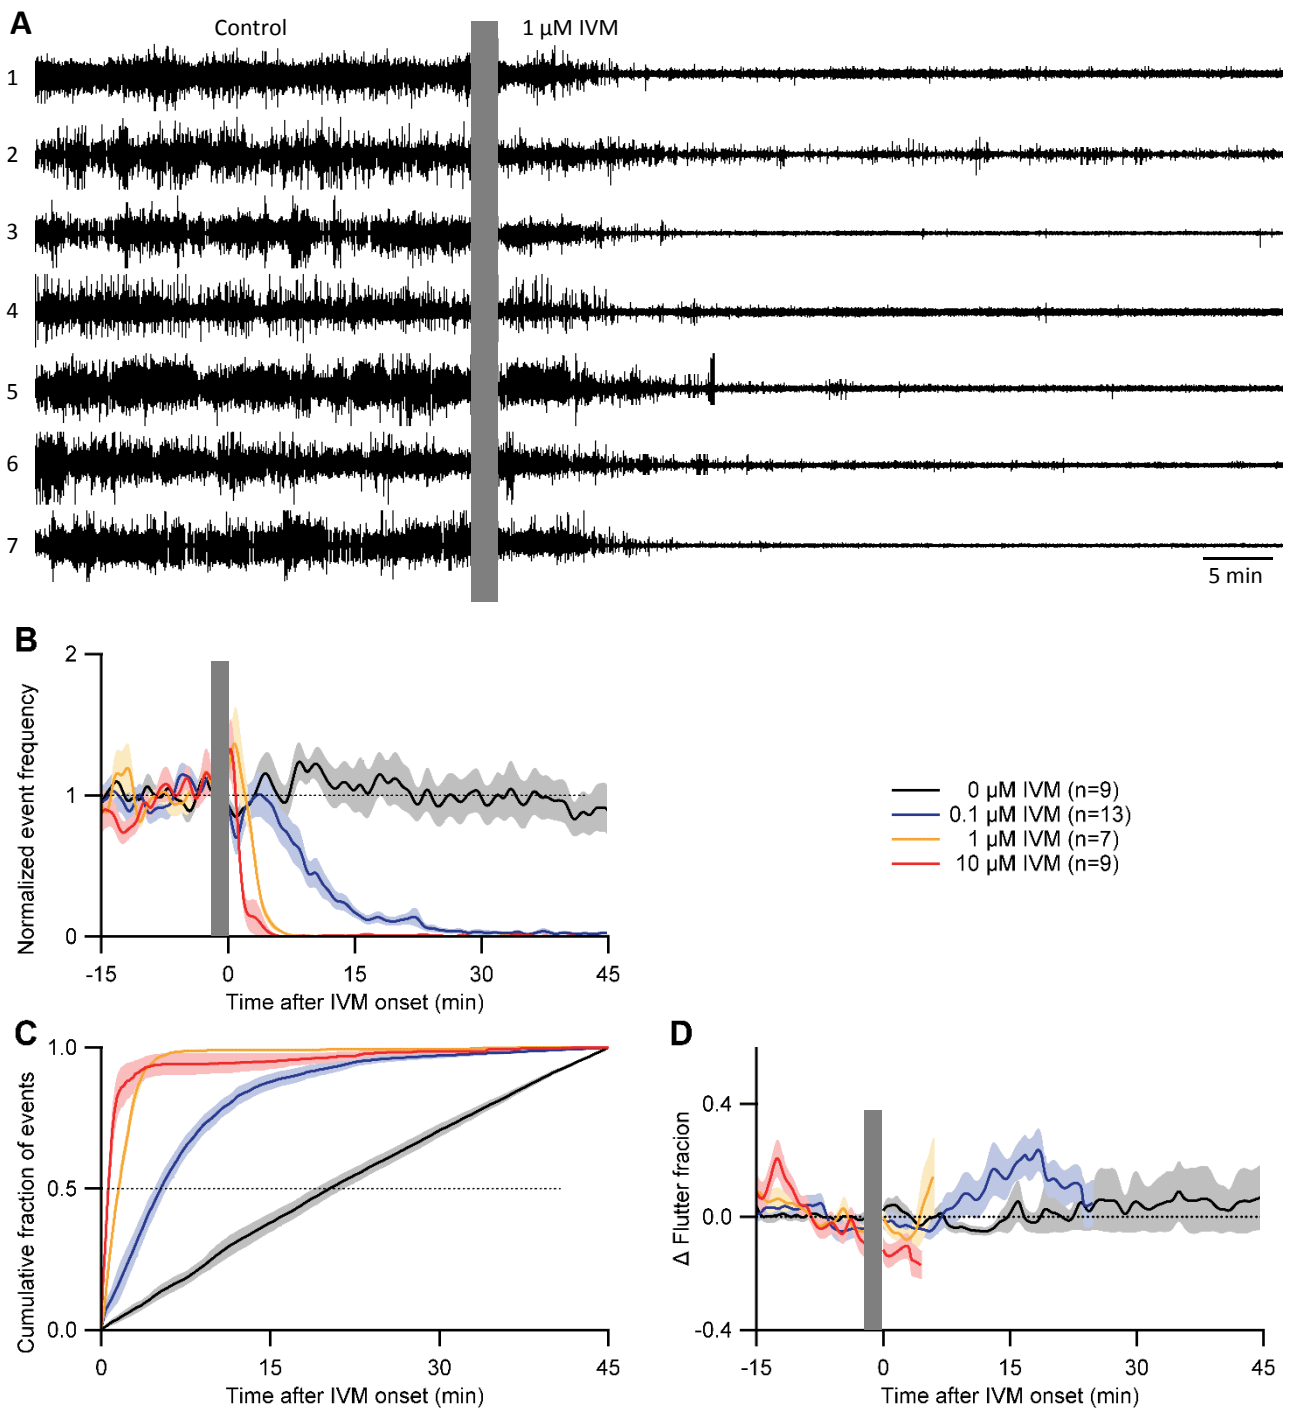 A
Control
1 µM IVM
1
2
3
4
5
6
7
5 min
B
Normalized event frequency
2
1
0
-15
0
15
30
45
Time after IVM onset (min)
0 µM IVM (n=9)
0.1 µM IVM (n=13)
1 µM IVM (n=7)
10 µM IVM (n=9)
C
Cumulative fraction of events
1.0
0.5
0.0
0
15
30
45
Time after IVM onset (min)
D
Δ Flutter fracion
0.4
0.0
-0.4
-15
0
15
30
45
Time after IVM onset (min)